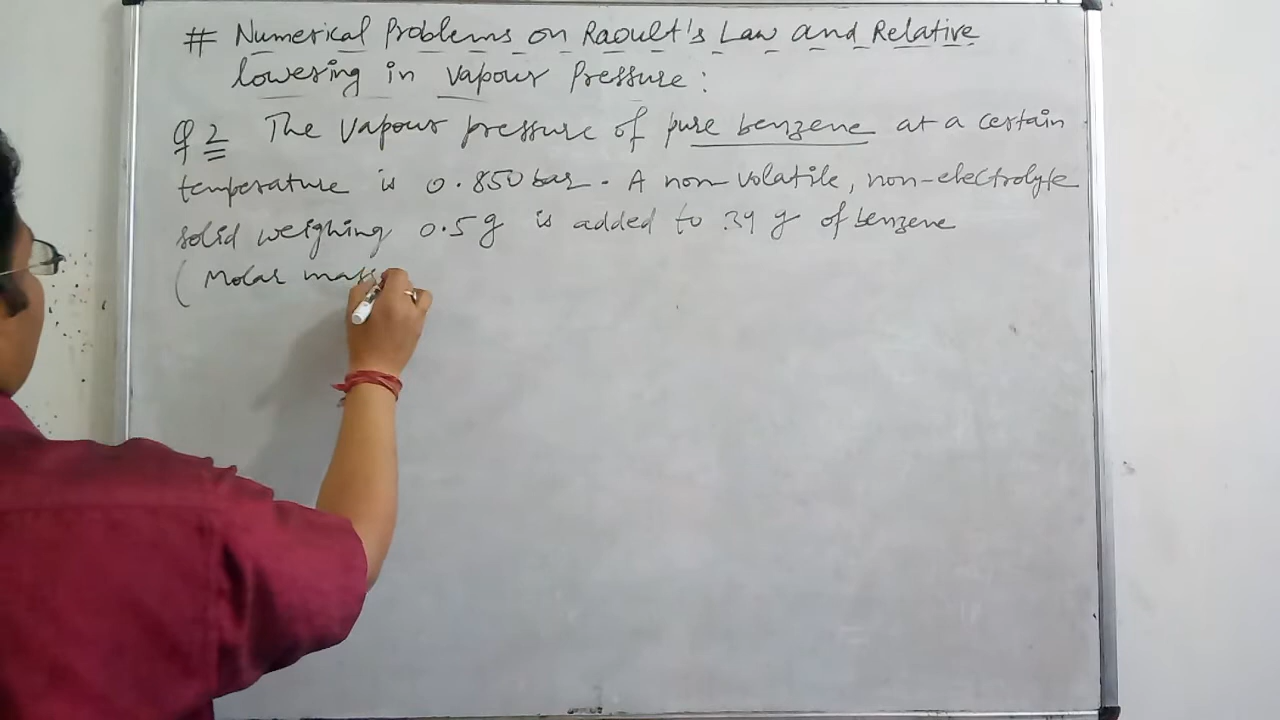 # Numerical Problems on Raoult's Law and Relative
lowering in Vapour Pressure :
Q 2 The Vapour pressure of pure benzene at a certain
temperature is 0.850 bar. A non volatile, non-electrolyte
solid weighing 0.5 g is added to 39 g of benzene
( Molar mass